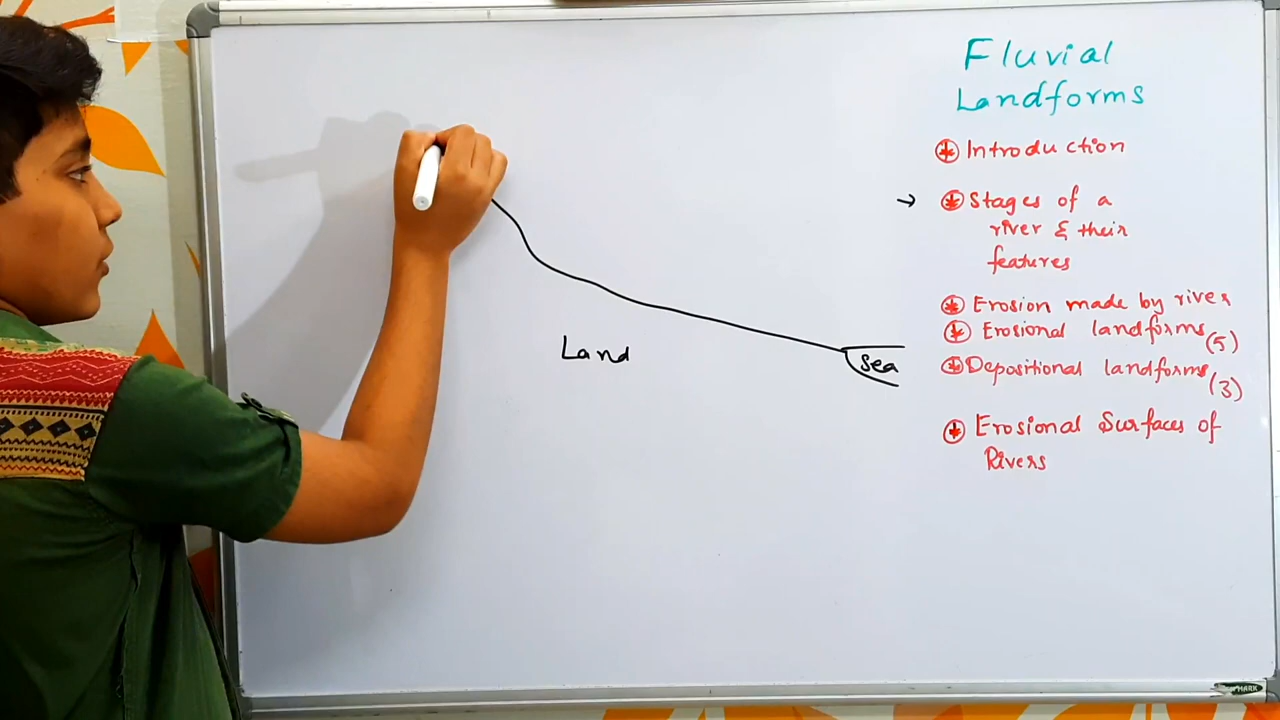 Fluvial
Landforms
Introduction
→ Stages of a
river & their
features
Erosion made by river
Erosional landforms (5)
Depositional landforms (3)
Erosional Surfaces of
Rivers
Land
Sea